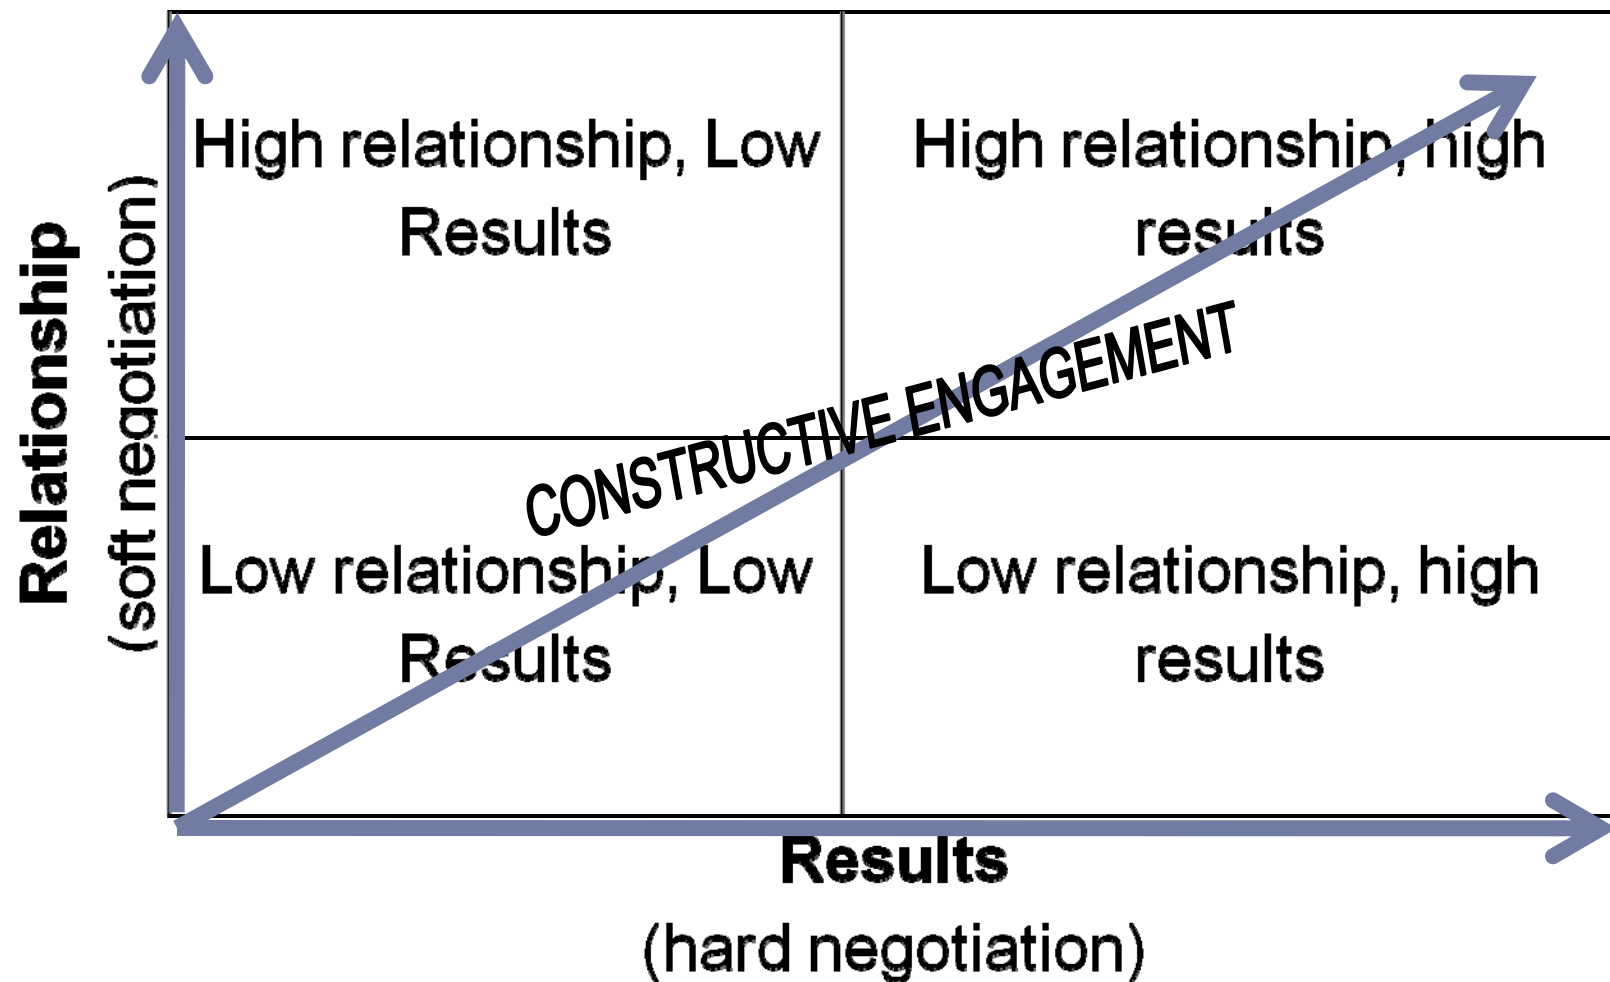 Relationship
(soft negotiation)
High relationship, Low
Results
High relationship, high
results
CONSTRUCTIVE ENGAGEMENT
Low relationship, Low
Results
Low relationship, high
results
Results
(hard negotiation)